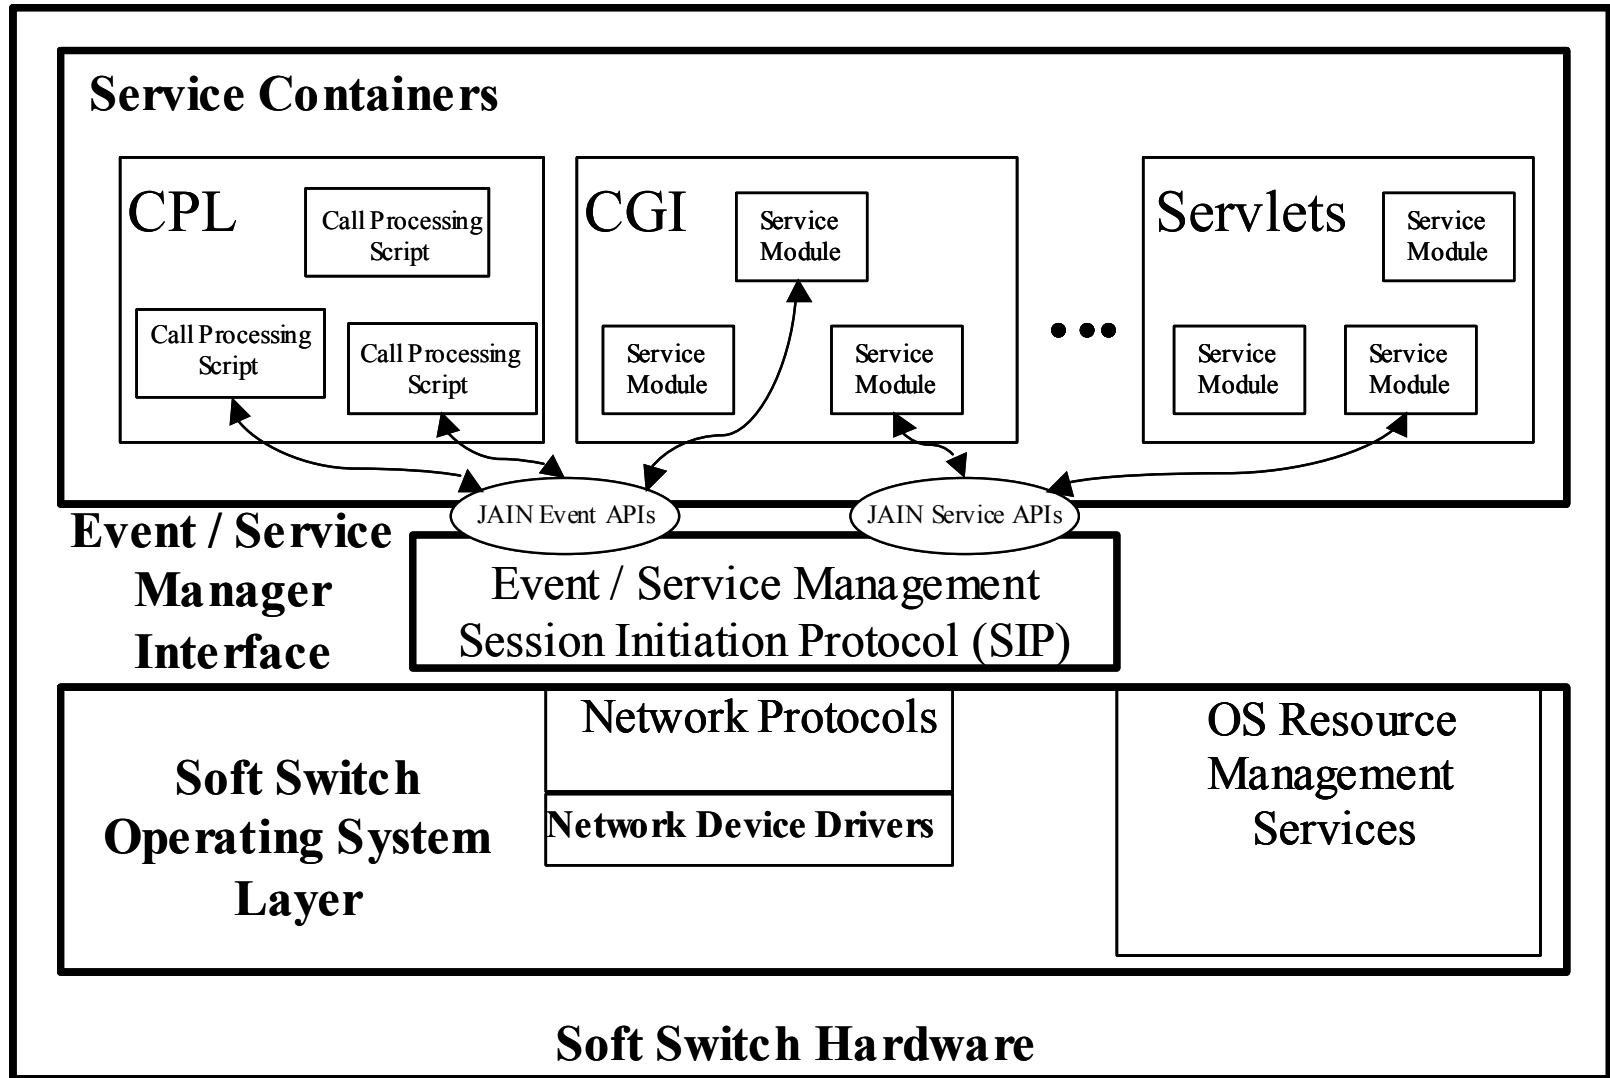 Service Containers
CPL
Call Processing
Script
Call Processing
Script
Call Processing
Script
CGI
Service
Module
Service
Module
Service
Module
Servlets
Service
Module
Service
Module
Service
Module
JAIN Event APIs
JAIN Service APIs
Event / Service
Manager
Interface
Event / Service Management
Session Initiation Protocol (SIP)
Soft Switch
Operating System
Layer
Network Protocols
Network Device Drivers
OS Resource
Management
Services
Soft Switch Hardware